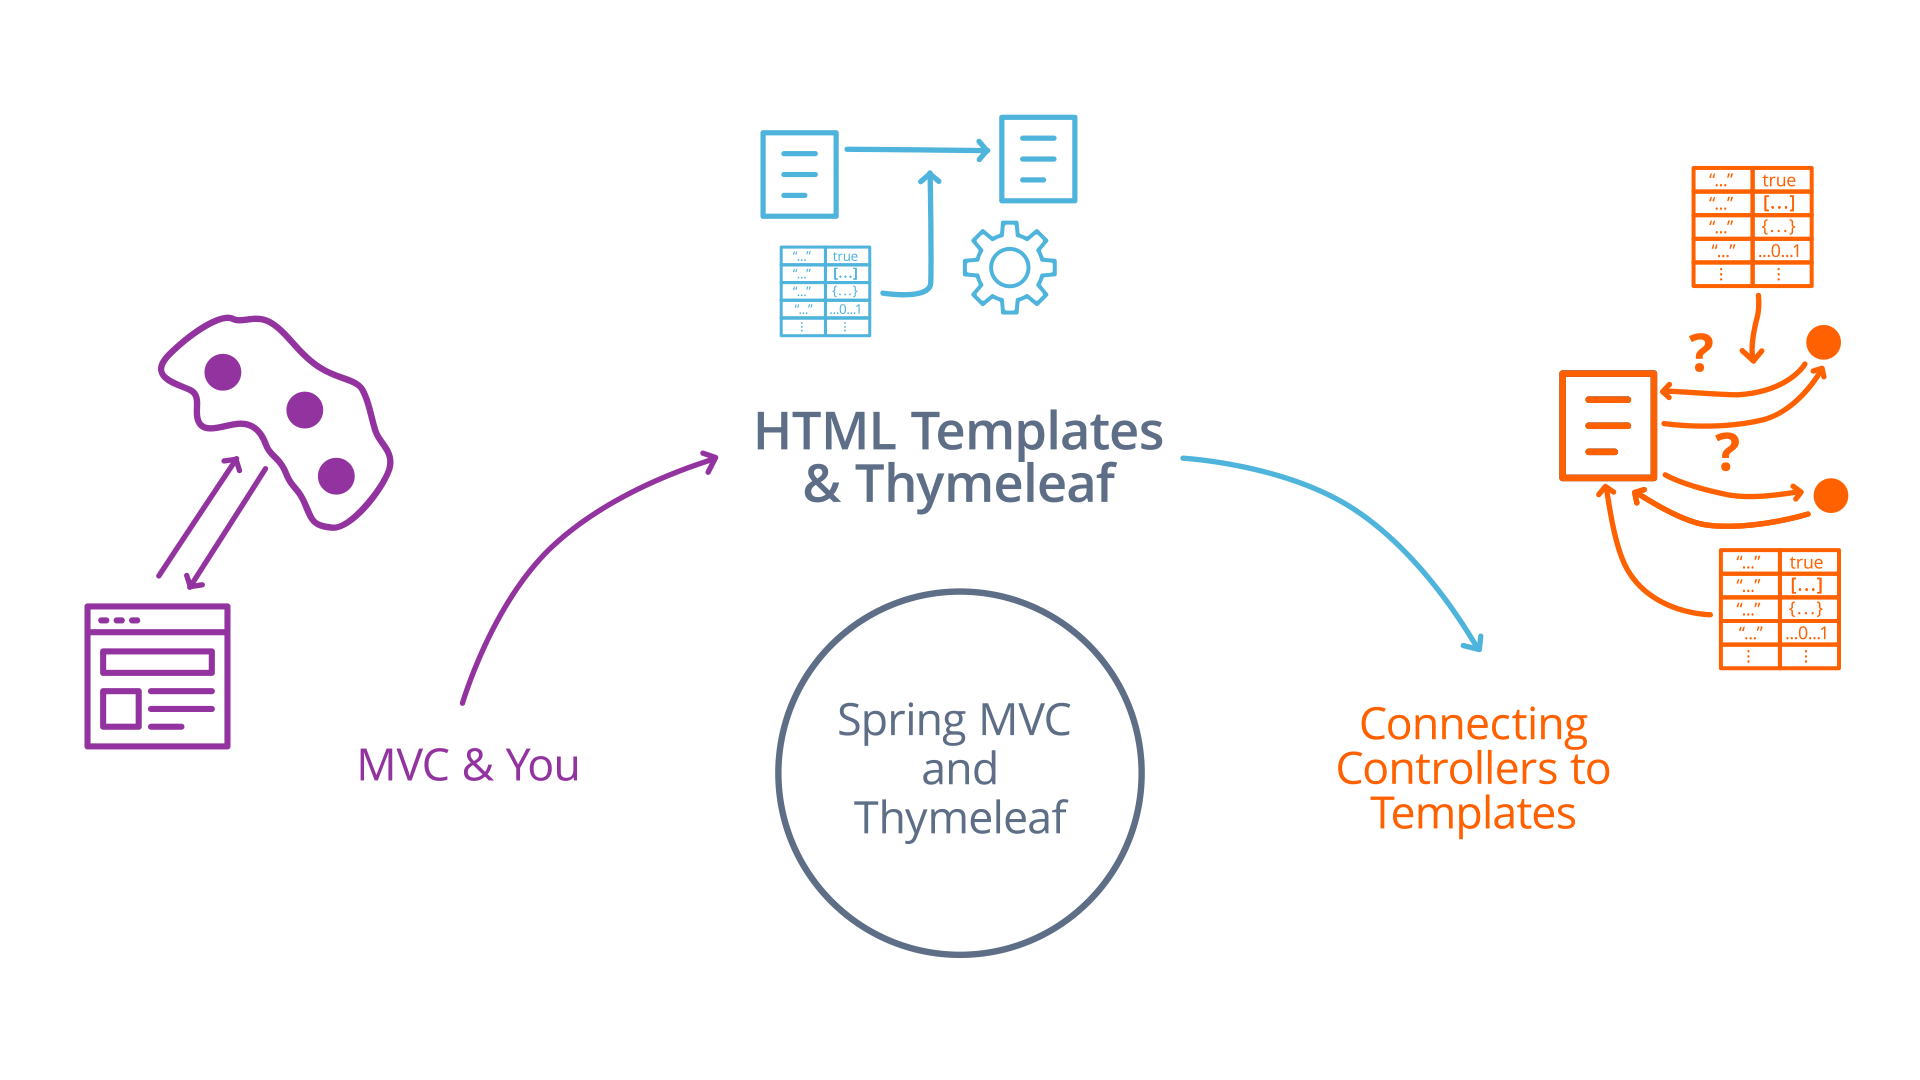 “...” true
“...” [...]
“...” {...}
“...” ...0...1
⋮ ⋮
HTML Templates
& Thymeleaf
MVC & You
Spring MVC
and
Thymeleaf
“...” true
“...” [...]
“...” {...}
“...” ...0...1
⋮ ⋮
?
?
“...” true
“...” [...]
“...” {...}
“...” ...0...1
⋮ ⋮
Connecting
Controllers to
Templates